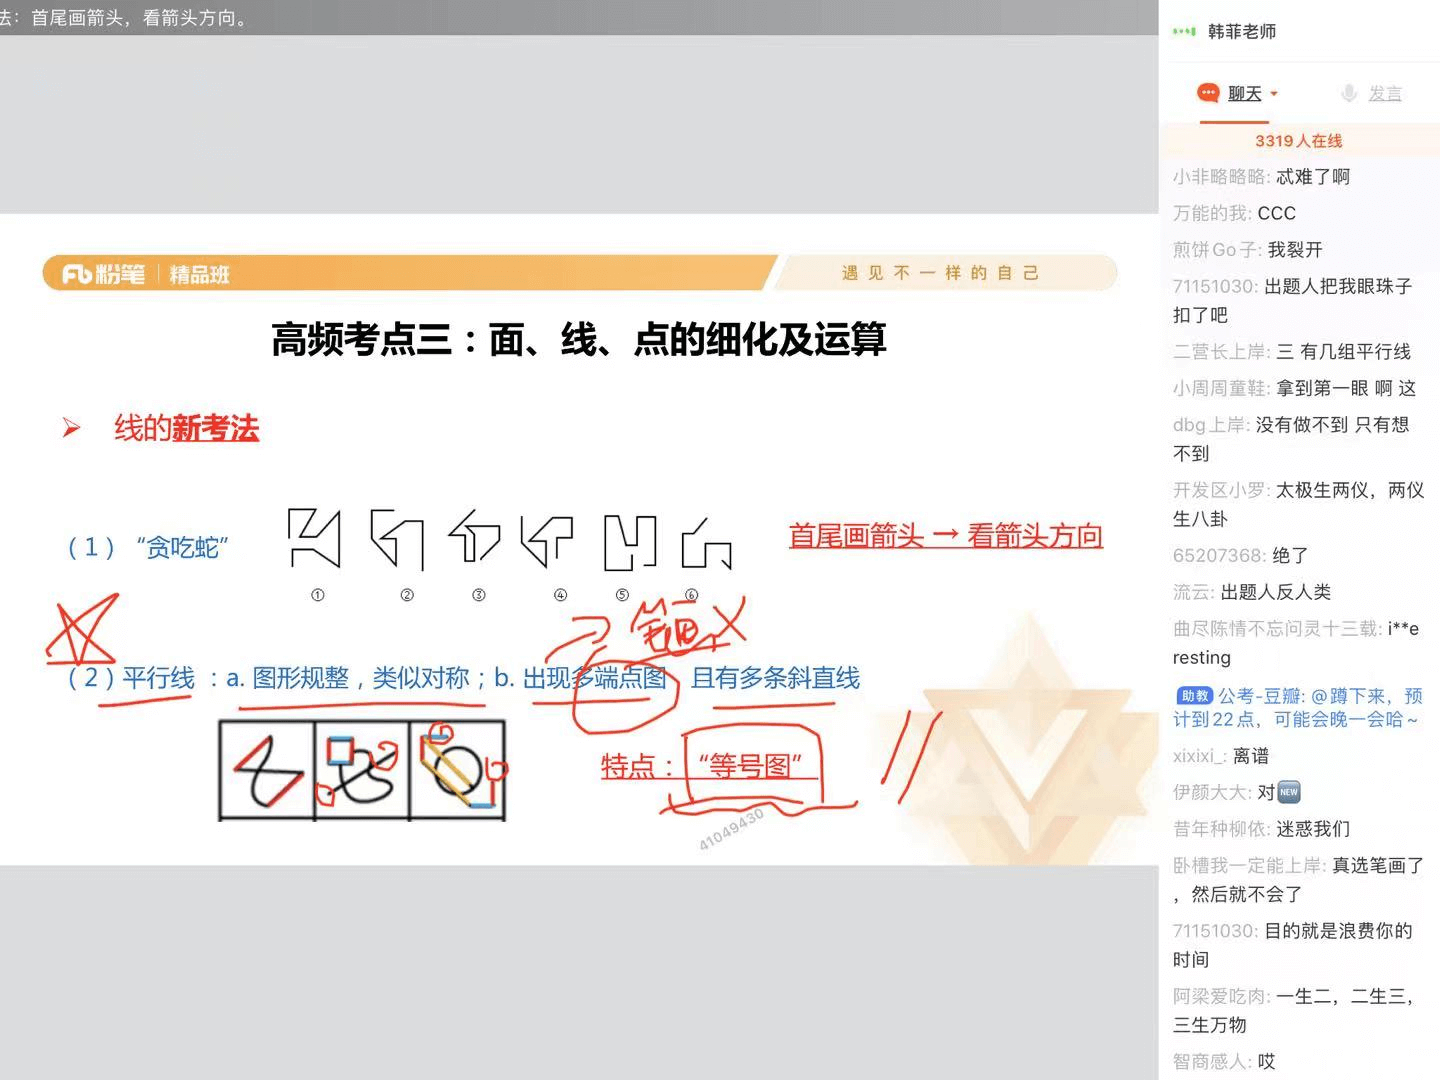 法：首尾画箭头，看箭头方向。
粉笔 精品班
遇见不一样的自己
高频考点三：面、线、点的细化及运算
线的新考法
（1）“贪吃蛇”
① ② ③ ④ ⑤ ⑥
首尾画箭头 → 看箭头方向
笔画
（2）平行线：a. 图形规整，类似对称；b. 出现多端点图 且有多条斜直线
特点：“等号图”
41049430
韩菲老师
聊天 发言
3319人在线
小非略略略: 忒难了啊
万能的我: CCC
煎饼Go子: 我裂开
71151030: 出题人把我眼珠子
扣了吧
二营长上岸: 三 有几组平行线
小周周童鞋: 拿到第一眼 啊 这
dbg上岸: 没有做不到 只有想
不到
开发区小罗: 太极生两仪，两仪
生八卦
65207368: 绝了
流云: 出题人反人类
曲尽陈情不忘问灵十三载: i**e
resting
助教 公考-豆瓣: @蹲下来，预
计到22点，可能会晚一会哈～
xixixi_: 离谱
伊颜大大: 对NEW
昔年种柳依: 迷惑我们
卧槽我一定能上岸: 真选笔画了
，然后就不会了
71151030: 目的就是浪费你的
时间
阿梁爱吃肉: 一生二，二生三，
三生万物
智商感人: 哎